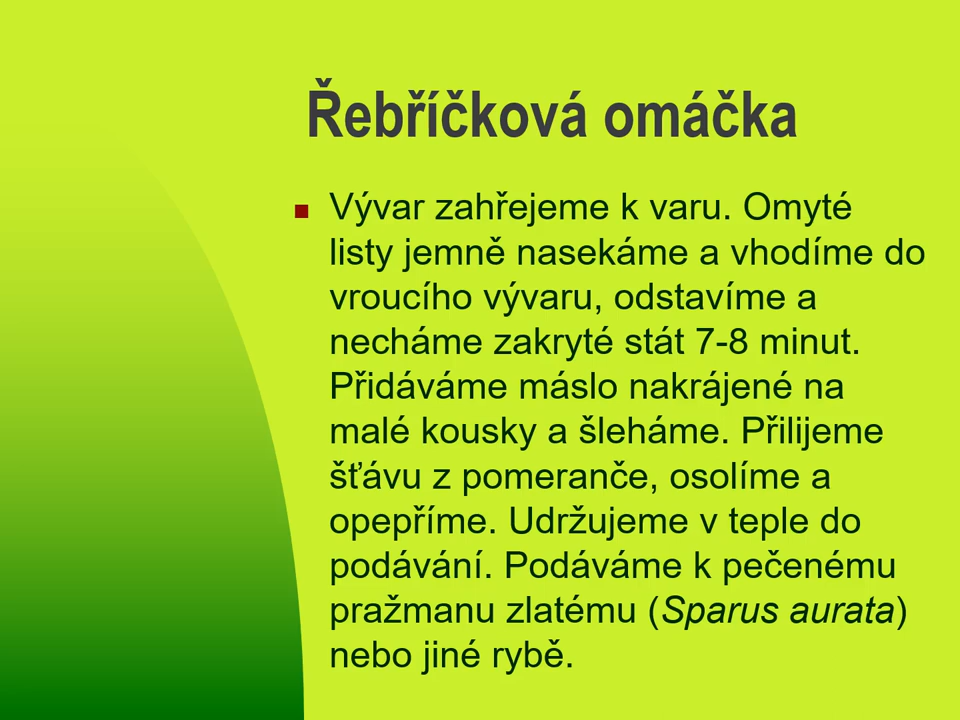 Řebříčková omáčka
Vývar zahřejeme k varu. Omyté
listy jemně nasekáme a vhodíme do
vroucího vývaru, odstavíme a
necháme zakryté stát 7-8 minut.
Přidáváme máslo nakrájené na
malé kousky a šleháme. Přilijeme
šťávu z pomeranče, osolíme a
opepříme. Udržujeme v teple do
podávání. Podáváme k pečenému
pražmanu zlatému (Sparus aurata)
nebo jiné rybě.